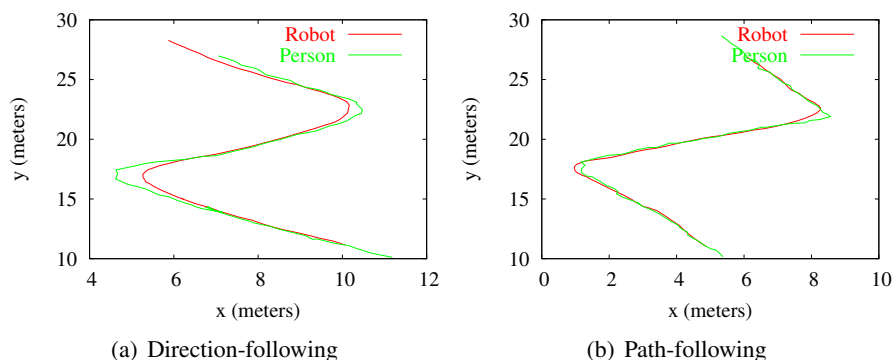 30
25
20
15
10
y (meters)
Robot
Person
4 6 8 10 12
x (meters)
(a) Direction-following
30
25
20
15
10
y (meters)
Robot
Person
0 2 4 6 8 10
x (meters)
(b) Path-following